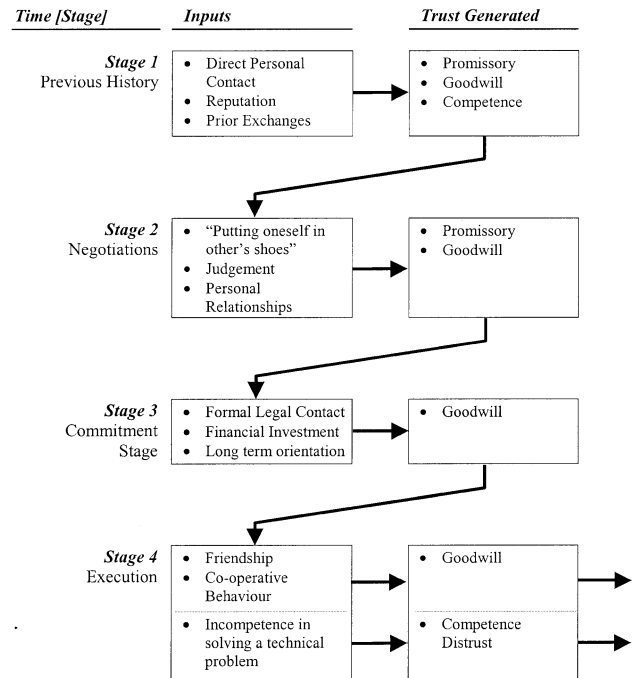 Time [Stage] Inputs Trust Generated
Stage 1
Previous History
• Direct Personal
Contact
• Reputation
• Prior Exchanges
• Promissory
• Goodwill
• Competence
Stage 2
Negotiations
• “Putting oneself in
other’s shoes”
• Judgement
• Personal
Relationships
• Promissory
• Goodwill
Stage 3
Commitment
Stage
• Formal Legal Contact
• Financial Investment
• Long term orientation
• Goodwill
Stage 4
Execution
• Friendship
• Co-operative
Behaviour
• Goodwill
• Incompetence in
solving a technical
problem
• Competence
Distrust